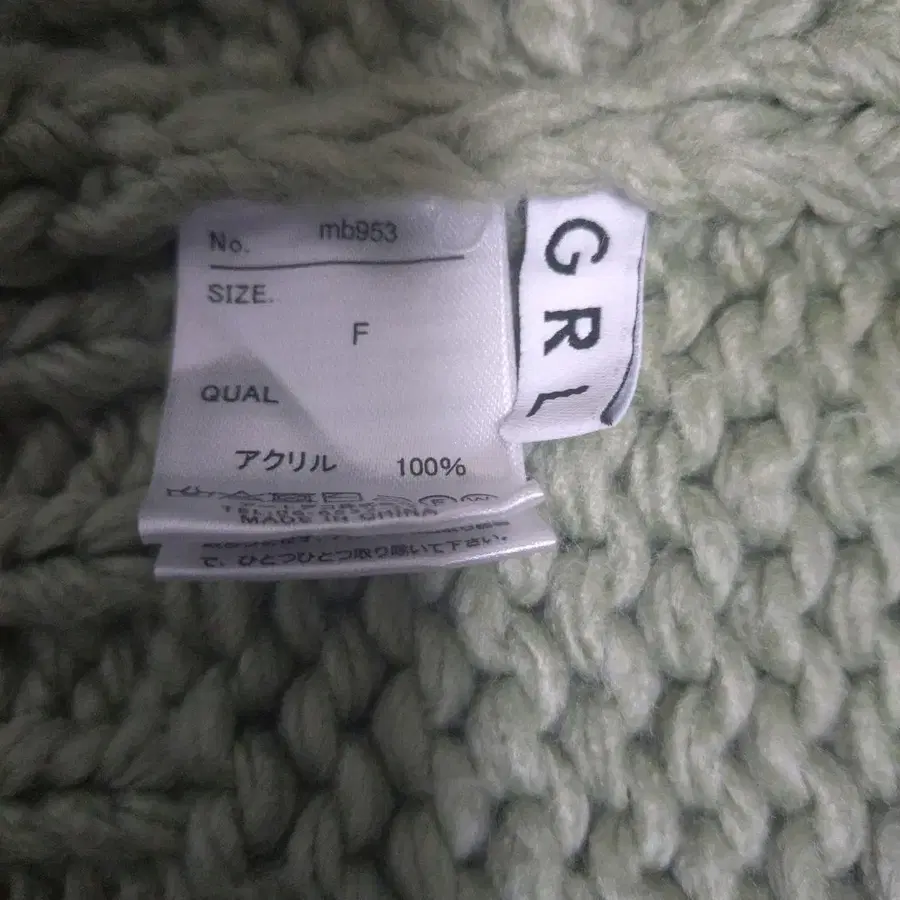 No. mb953
SIZE.
F
QUAL
アクリル 100%
MADE IN CHINA
で、ひとつひとつ取り除いて下さい。
GRL